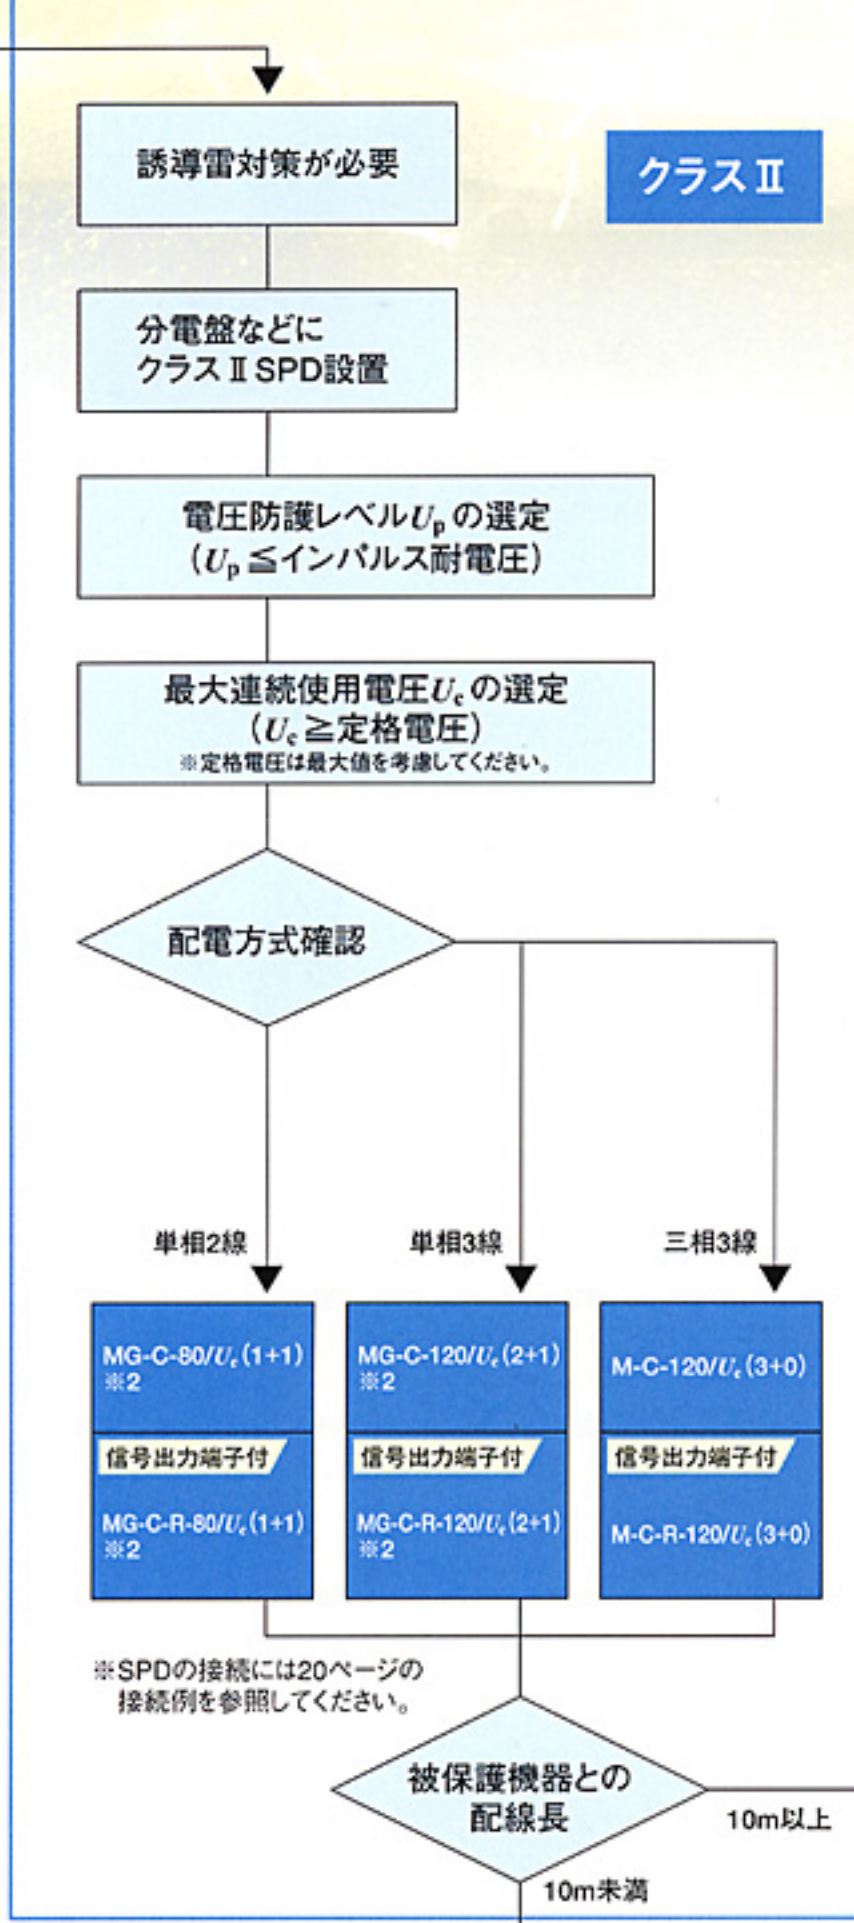 誘導雷対策が必要
クラスⅡ
分電盤などに
クラスⅡSPD設置
電圧防護レベルUpの選定
(Up≦インパルス耐電圧)
最大連続使用電圧Ucの選定
(Uc≧定格電圧)
※定格電圧は最大値を考慮してください。
配電方式確認
単相2線
単相3線
三相3線
MG-C-80/Uc(1+1)
※2
MG-C-120/Uc(2+1)
※2
M-C-120/Uc(3+0)
信号出力端子付
信号出力端子付
信号出力端子付
MG-C-R-80/Uc(1+1)
※2
MG-C-R-120/Uc(2+1)
※2
M-C-R-120/Uc(3+0)
※SPDの接続には20ページの
接続例を参照してください。
被保護機器との
配線長
10m以上
10m未満